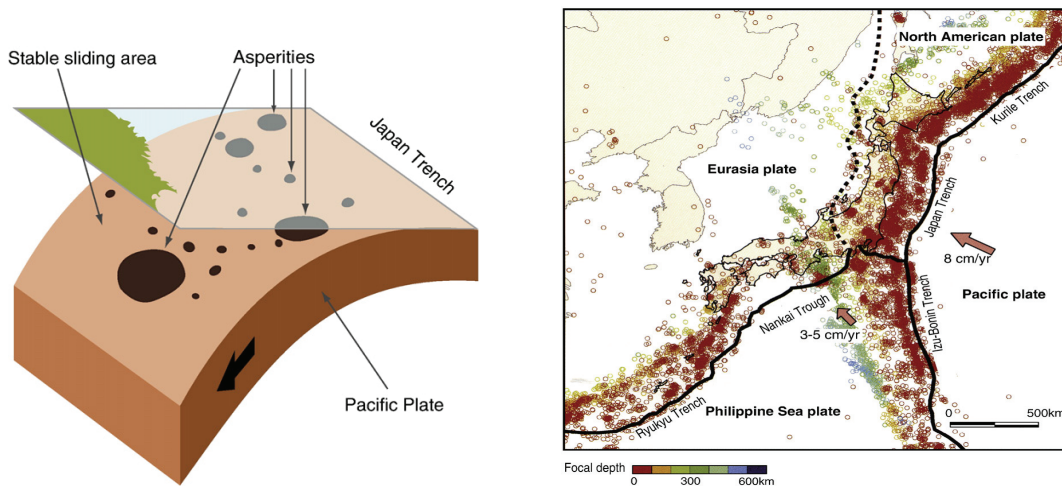 Stable sliding area
Asperities
Japan Trench
Pacific Plate
North American plate
Kurile Trench
Eurasia plate
Japan Trench
8 cm/yr
Pacific plate
Nankai Trough
3-5 cm/yr
Izu-Bonin Trench
Philippine Sea plate
Ryukyu Trench
0 500km
Focal depth
0 300 600km